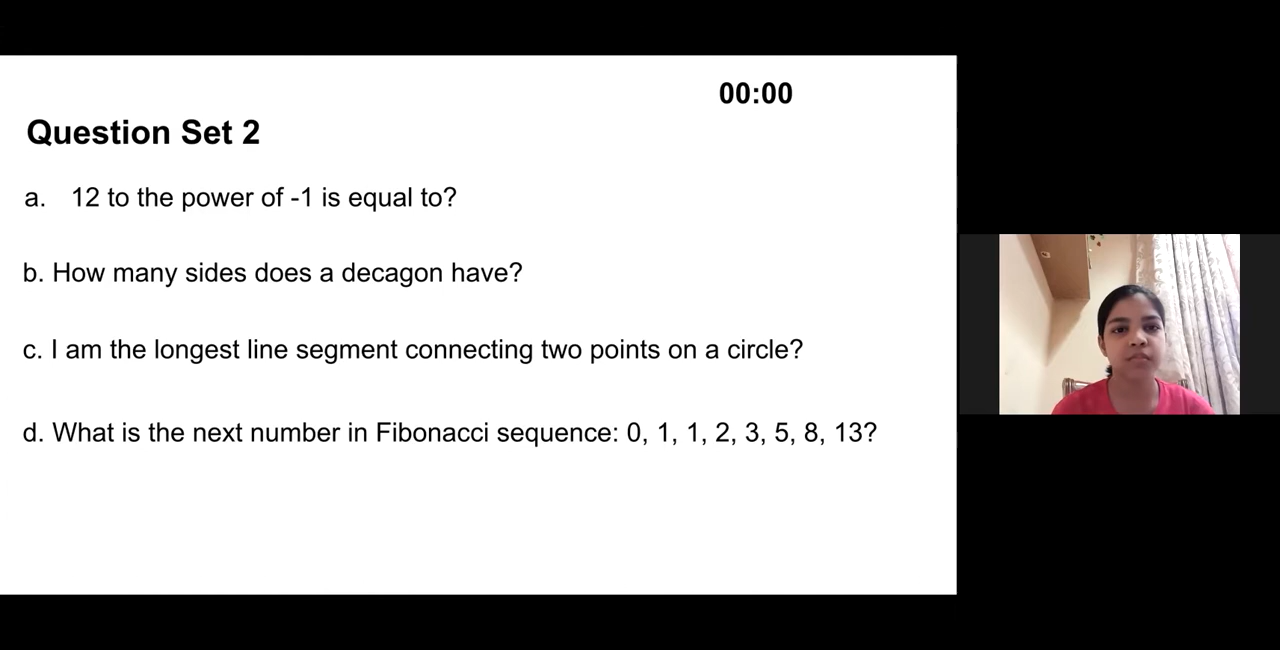 00:00
Question Set 2
a. 12 to the power of -1 is equal to?
b. How many sides does a decagon have?
c. I am the longest line segment connecting two points on a circle?
d. What is the next number in Fibonacci sequence: 0, 1, 1, 2, 3, 5, 8, 13?